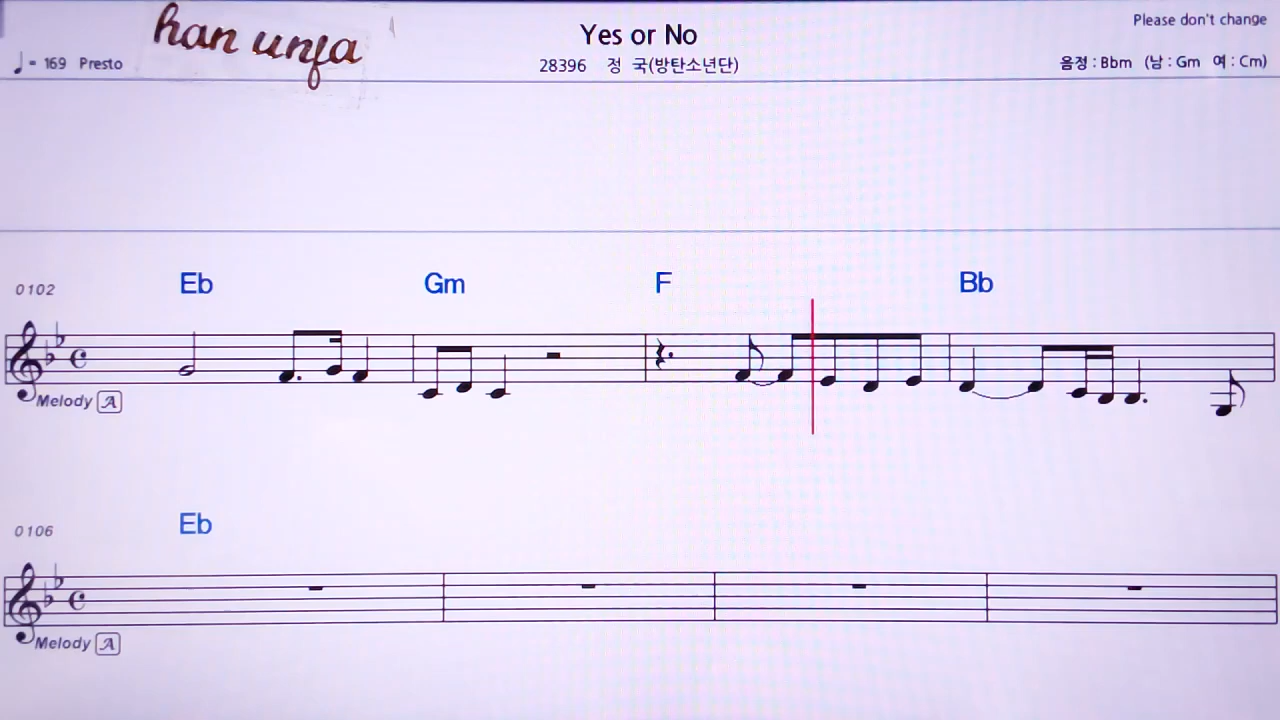 han unfa
Yes or No
Please don't change
♩= 169 Presto
28396 정 국(방탄소년단)
음정 : Bbm (남 : Gm 여 : Cm)
0102
Eb Gm F Bb
Melody A
0106
Eb
Melody A